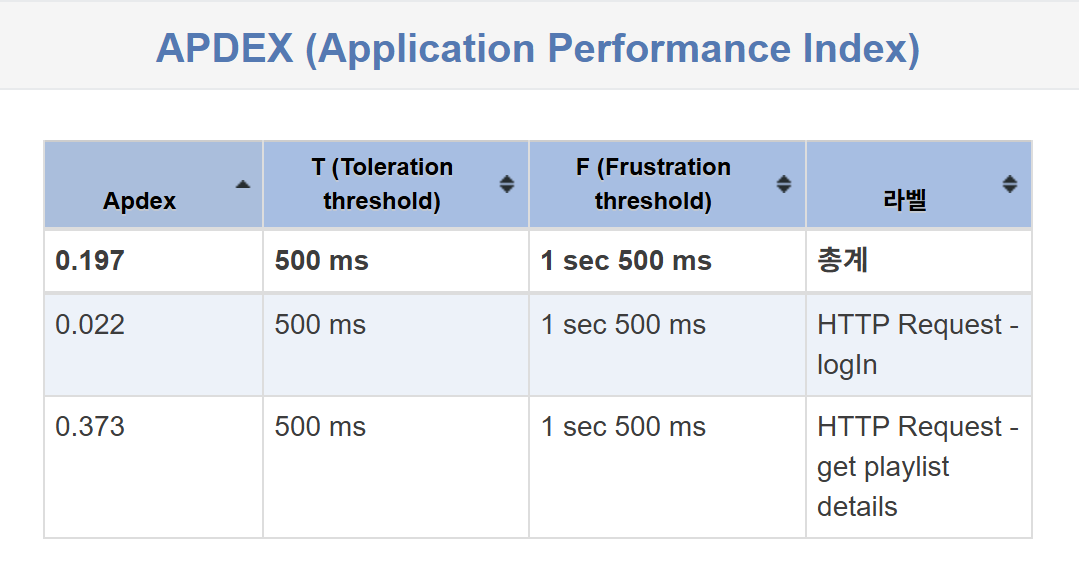 APDEX (Application Performance Index)
Apdex
T (Toleration
threshold)
F (Frustration
threshold)
라벨
0.197 500 ms 1 sec 500 ms 총계
0.022 500 ms 1 sec 500 ms HTTP Request -
logIn
0.373 500 ms 1 sec 500 ms HTTP Request -
get playlist
details